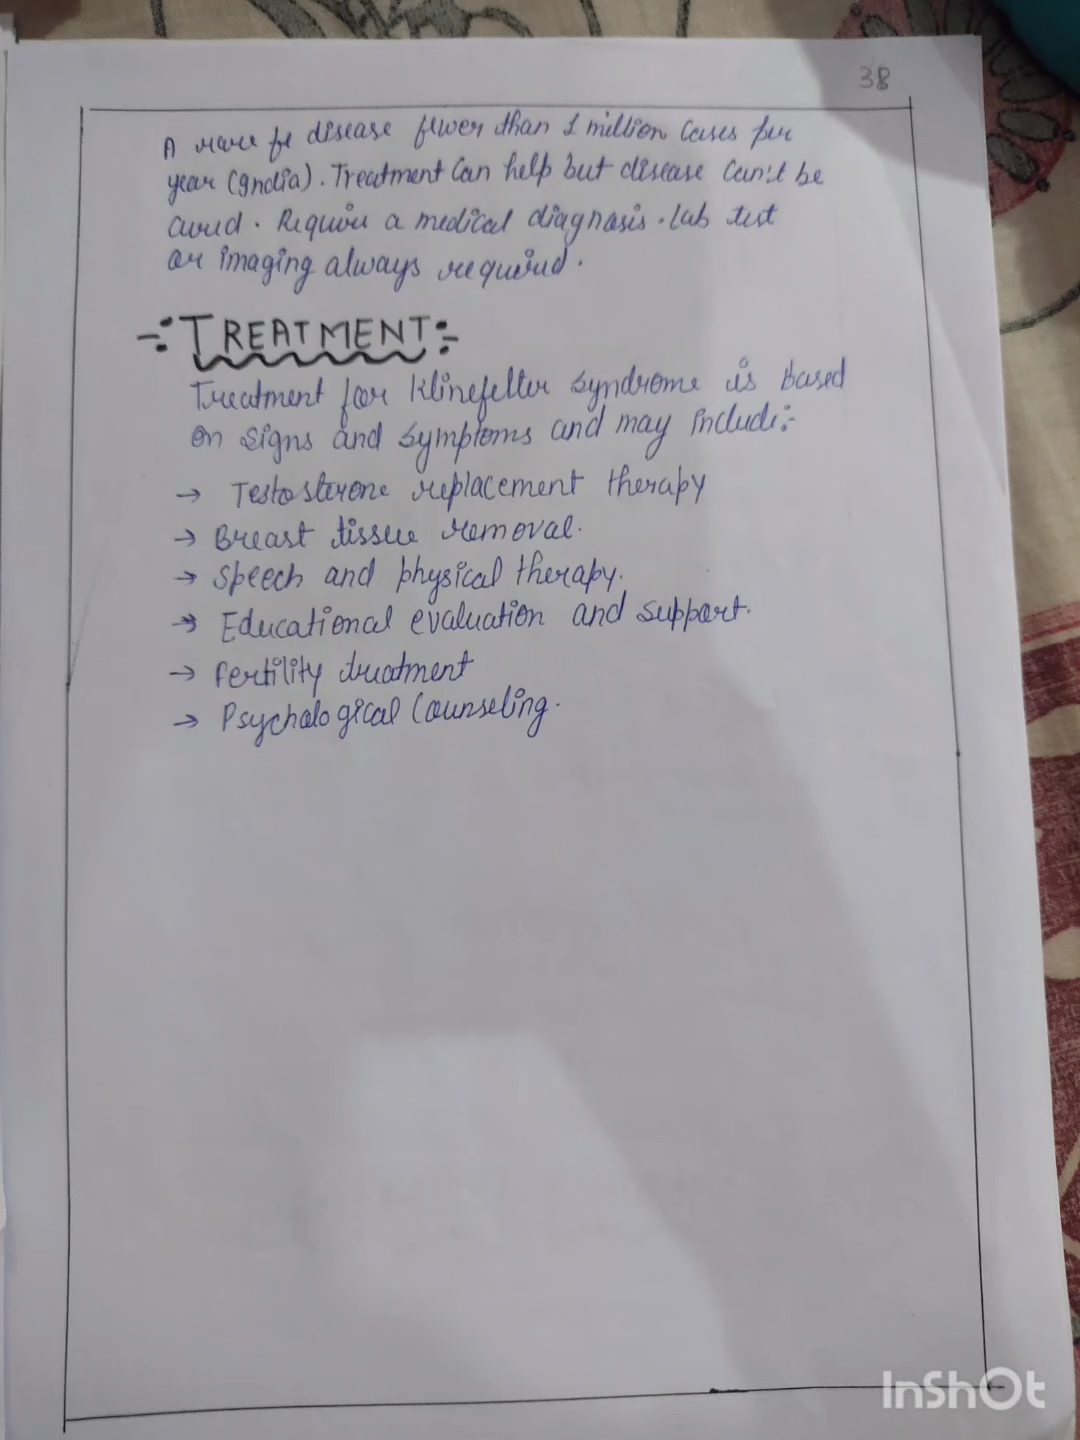 38
A rare fe disease fewer than 1 million Cases per
year (India). Treatment Can help but disease Can't be
cured. Require a medical diagnosis. Lab test
or imaging always required.
-:TREATMENT:-
Treatment for Klinefelter syndrome is based
on signs and symptoms and may include:-
→ Testosterone replacement therapy
→ Breast tissue removal.
→ Speech and physical therapy.
→ Educational evaluation and support.
→ Fertility treatment
→ Psychological Counseling.
InShOt